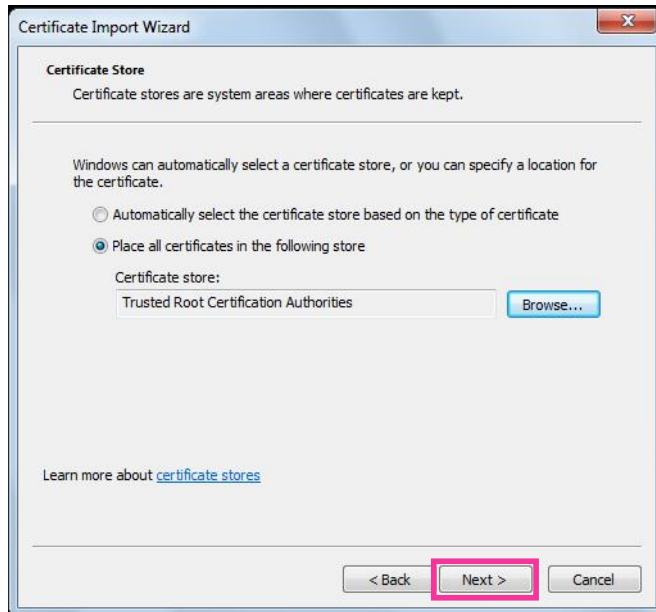 Certificate Import Wizard
Certificate Store
Certificate stores are system areas where certificates are kept.
Windows can automatically select a certificate store, or you can specify a location for
the certificate.
Automatically select the certificate store based on the type of certificate
Place all certificates in the following store
Certificate store:
Trusted Root Certification Authorities
Browse...
Learn more about certificate stores
< Back
Next >
Cancel